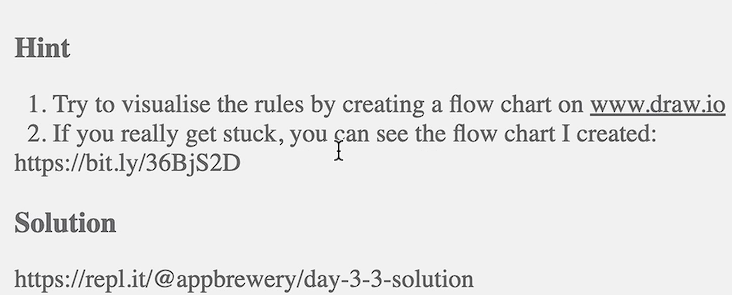 Hint
1. Try to visualise the rules by creating a flow chart on www.draw.io
2. If you really get stuck, you can see the flow chart I created:
https://bit.ly/36BjS2D
Solution
https://repl.it/@appbrewery/day-3-3-solution